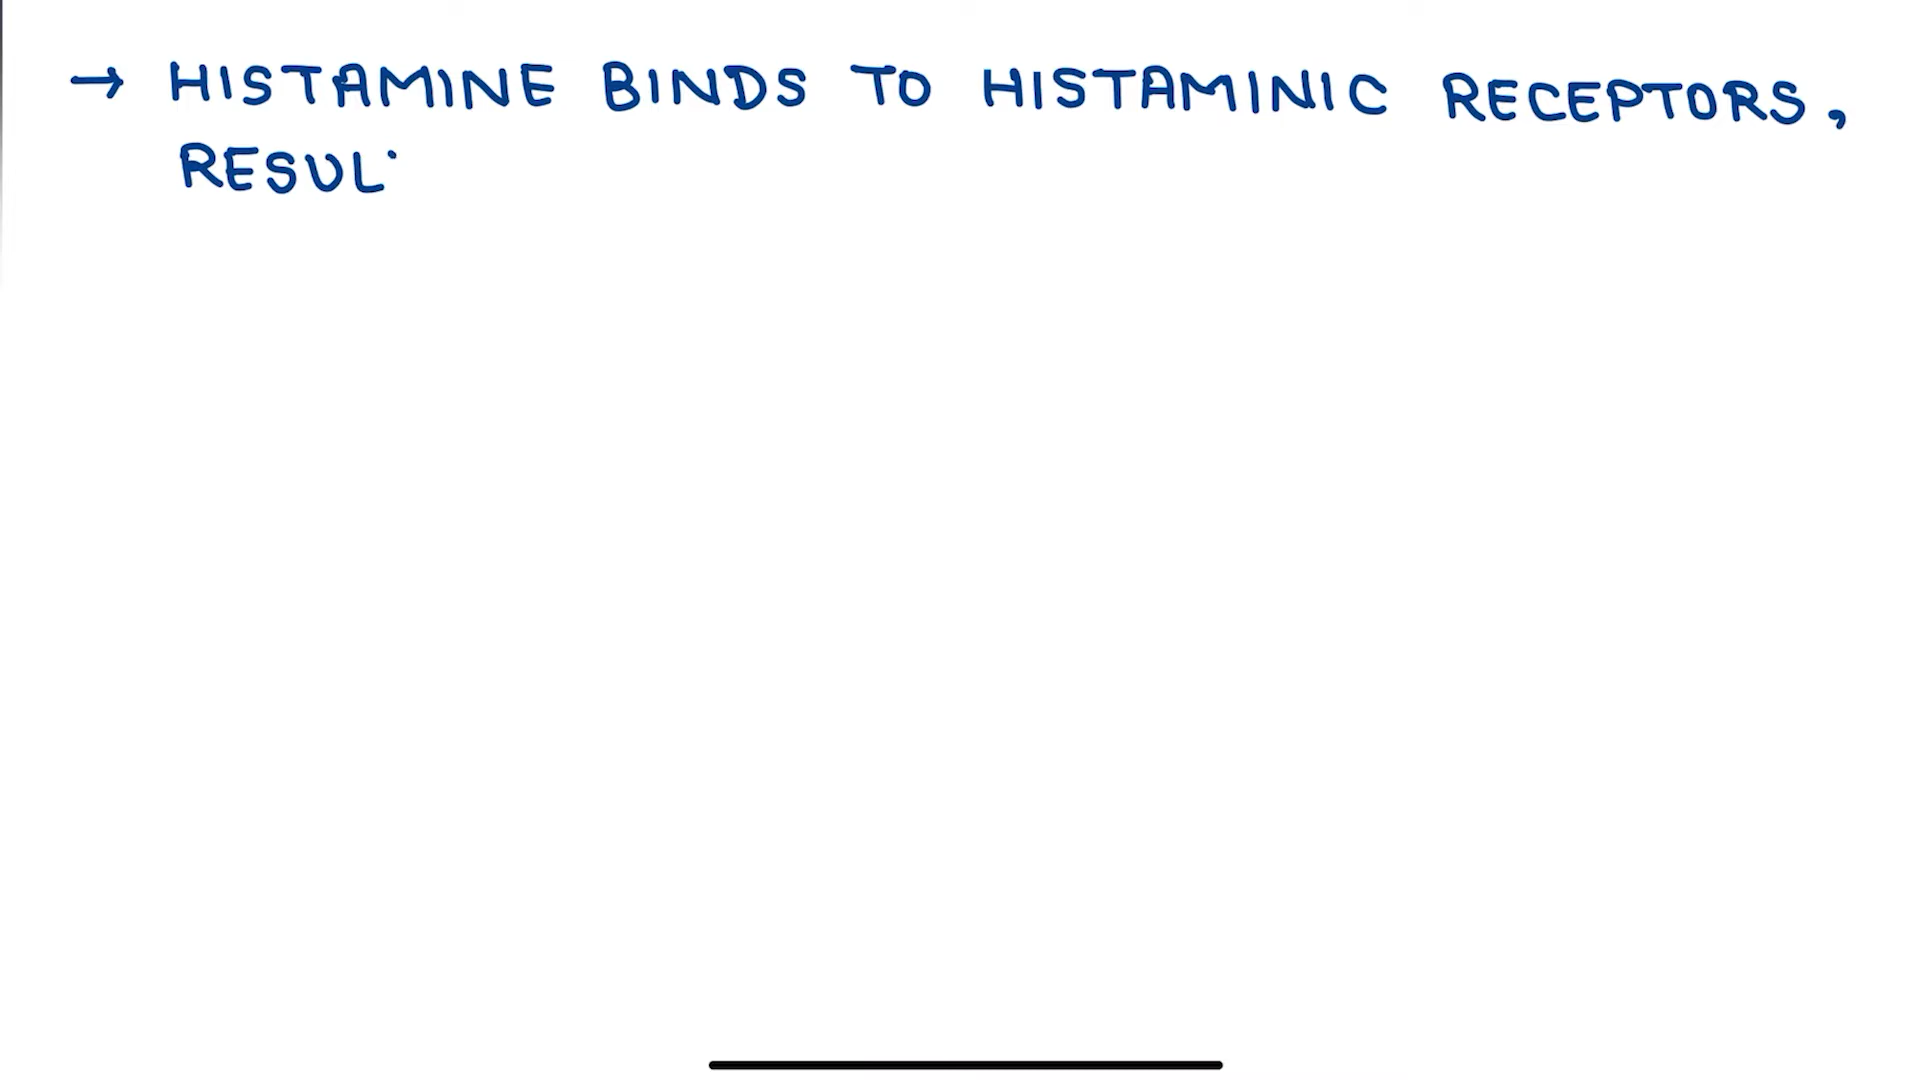 → HISTAMINE BINDS TO HISTAMINIC RECEPTORS,
RESUL